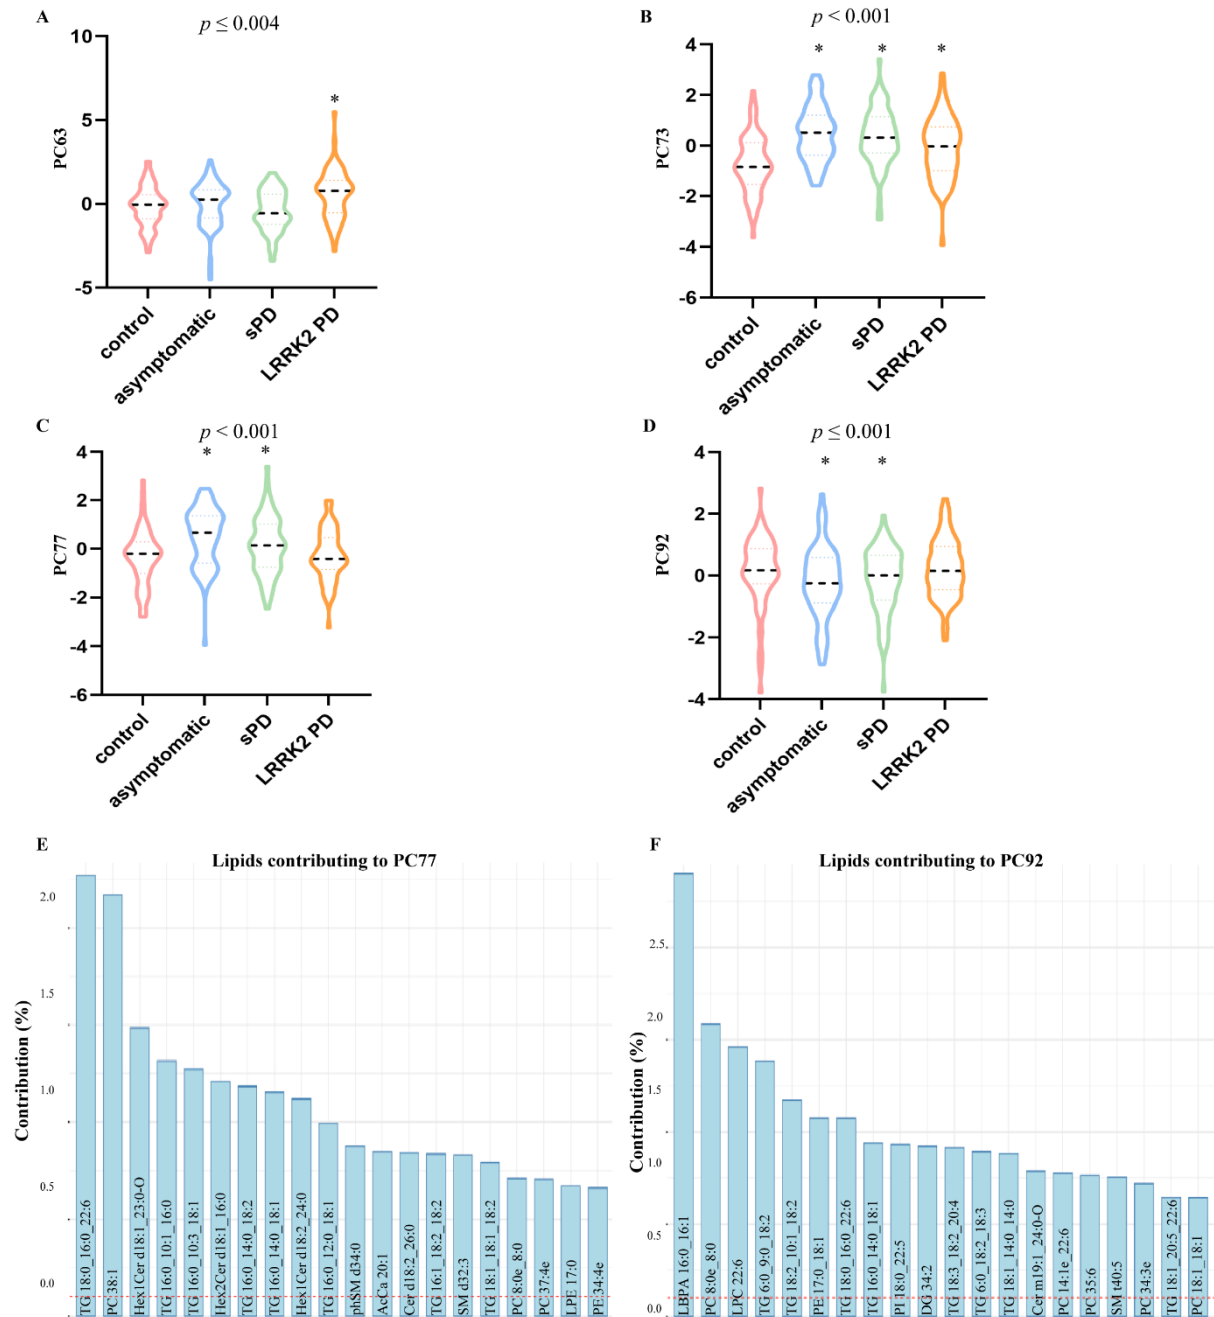 A
p ≤ 0.004
10
5
0
-5
PC63
*
control
asymptomatic
sPD
LRRK2 PD
B
p < 0.001
4
2
0
-2
-4
-6
PC73
* * *
control
asymptomatic
sPD
LRRK2 PD
C
p < 0.001
4
2
0
-2
-4
-6
PC77
* *
control
asymptomatic
sPD
LRRK2 PD
D
p ≤ 0.001
4
2
0
-2
-4
PC92
* *
control
asymptomatic
sPD
LRRK2 PD
E
Lipids contributing to PC77
Contribution (%)
2.0
1.5
1.0
0.5
0.0
TG 18:0_16:0_22:6
PC 38:1
Hex1Cer d18:1_23:0-O
TG 16:0_10:1_16:0
TG 16:0_10:3_18:1
Hex2Cer d18:1_16:0
TG 16:0_14:0_18:2
TG 16:0_14:0_18:1
Hex1Cer d18:2_24:0
TG 16:0_12:0_18:1
phSM d34:0
AcCa 20:1
Cer d18:2_26:0
TG 16:1_18:2_18:2
SM d32:3
TG 18:1_18:1_18:2
PC 8:0e_8:0
PC 37:4e
LPE 17:0
PE 34:4e
F
Lipids contributing to PC92
Contribution (%)
2.5
2.0
1.5
1.0
0.5
0.0
LBPA 16:0_16:1
PC 8:0e_8:0
LPC 22:6
TG 6:0_9:0_18:2
TG 18:2_10:1_18:2
PE 17:0_18:1
TG 18:0_16:0_22:6
TG 16:0_14:0_18:1
PI 18:0_22:5
DG 34:2
TG 18:3_18:2_20:4
TG 6:0_18:2_18:3
TG 18:1_14:0_14:0
Cer m19:1_24:0-O
PC 14:1e_22:6
PC 35:6
SM t40:5
PC 34:3e
TG 18:1_20:5_22:6
PC 18:1_18:1